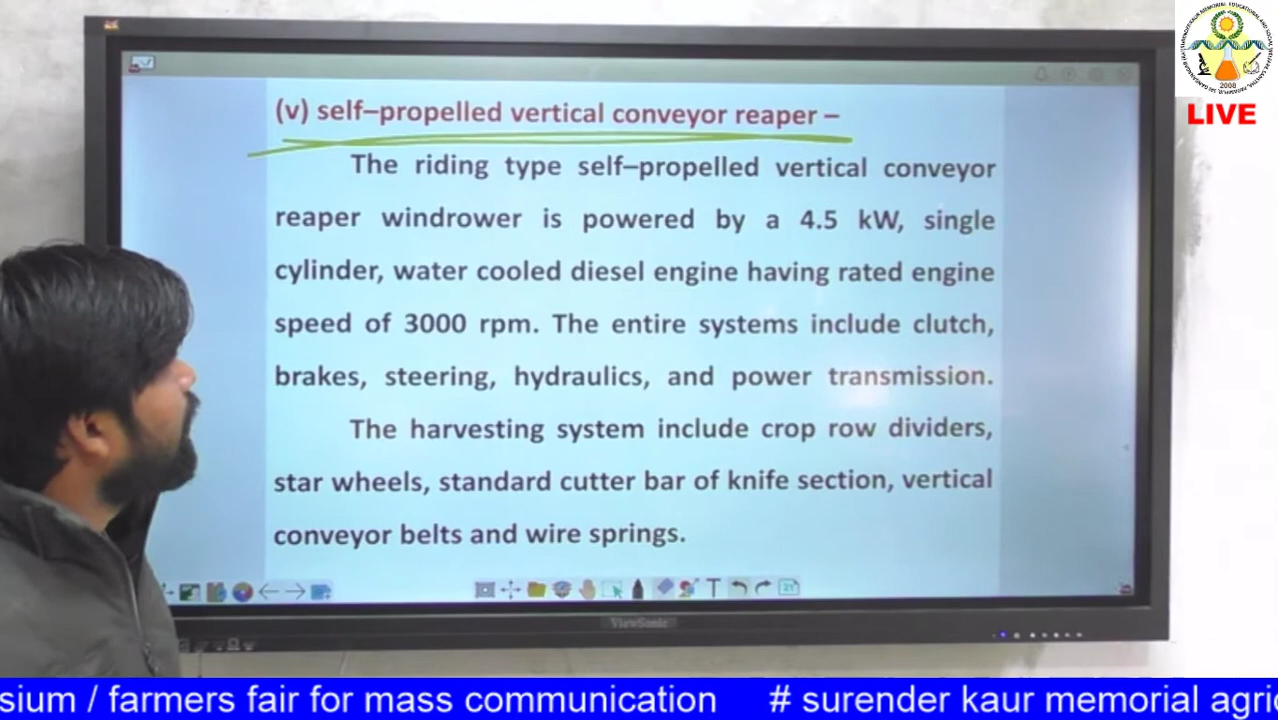 (v) self–propelled vertical conveyor reaper –
The riding type self–propelled vertical conveyor
reaper windrower is powered by a 4.5 kW, single
cylinder, water cooled diesel engine having rated engine
speed of 3000 rpm. The entire systems include clutch,
brakes, steering, hydraulics, and power transmission.
The harvesting system include crop row dividers,
star wheels, standard cutter bar of knife section, vertical
conveyor belts and wire springs.
ViewSonic
2008
LIVE
sium / farmers fair for mass communication # surender kaur memorial agri